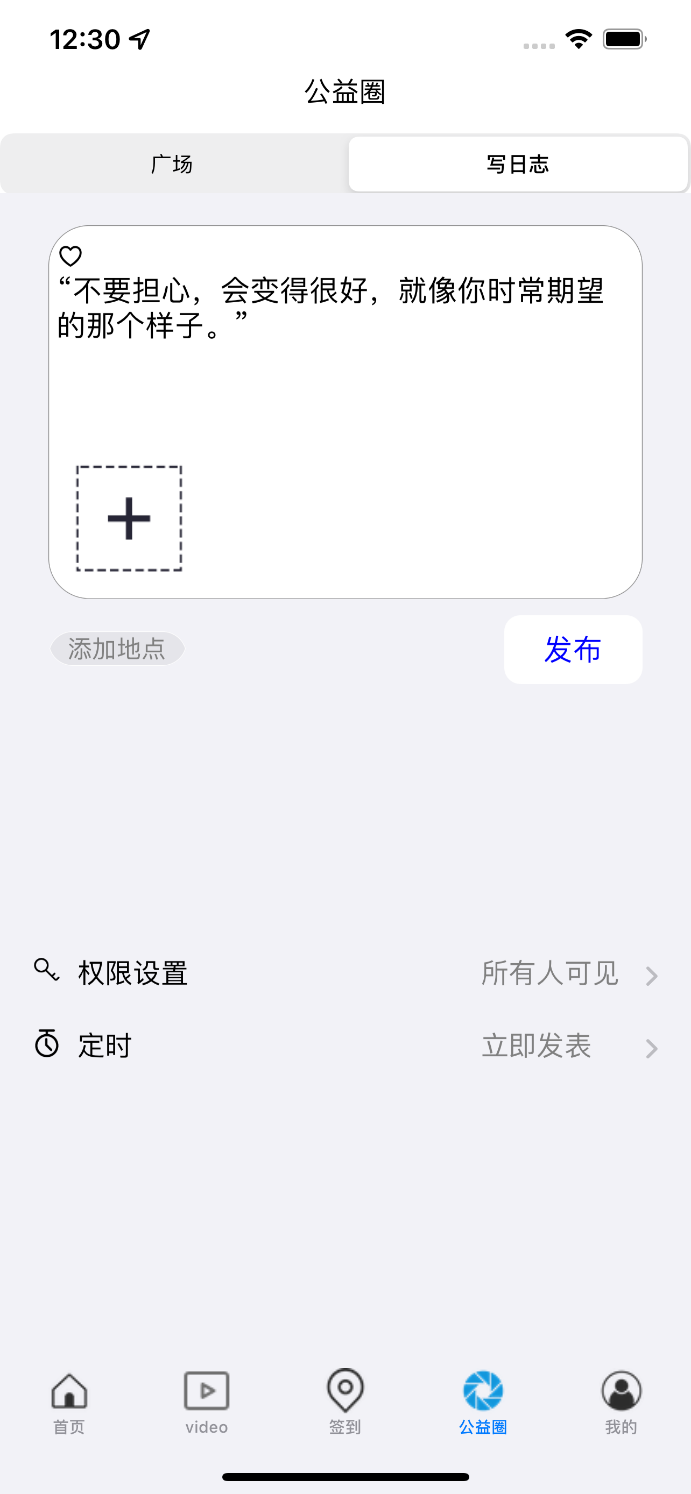 12:30
公益圈
广场
写日志
“不要担心，会变得很好，就像你时常期望
的那个样子。”
添加地点
发布
权限设置
所有人可见
定时
立即发表
首页
video
签到
公益圈
我的